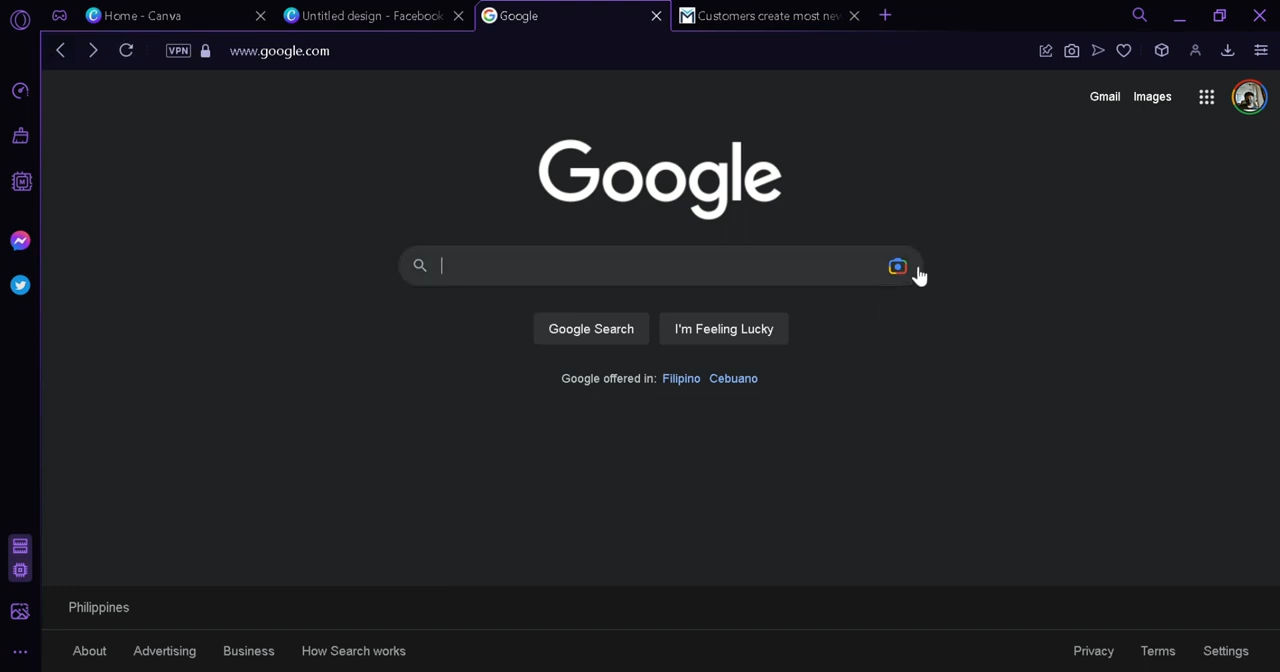 Home - Canva
Untitled design - Facebook
Google
Customers create most new
VPN
www.google.com
Gmail Images
Google
Google Search
I'm Feeling Lucky
Google offered in: Filipino Cebuano
Philippines
About Advertising Business How Search works
Privacy Terms Settings